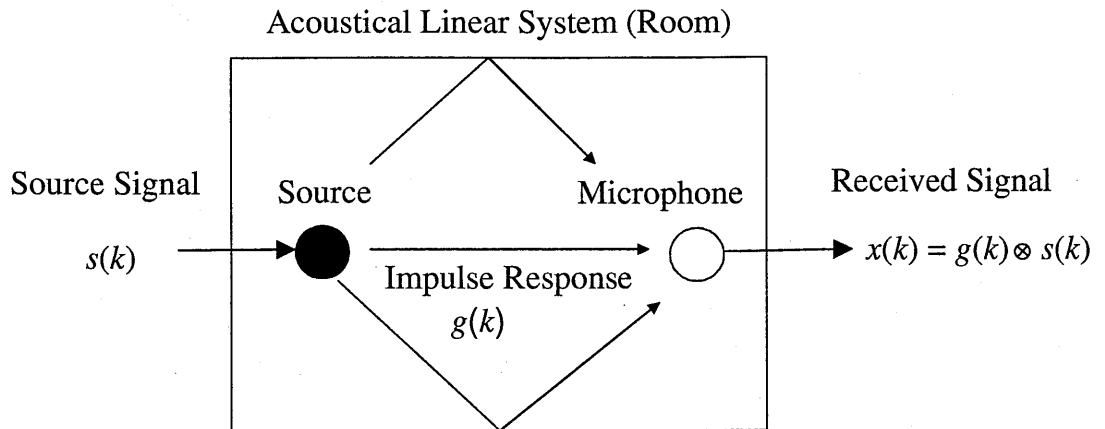 Acoustical Linear System (Room)
Source Signal
Source
Microphone
Received Signal
s(k)
x(k) = g(k) ⊗ s(k)
Impulse Response
g(k)